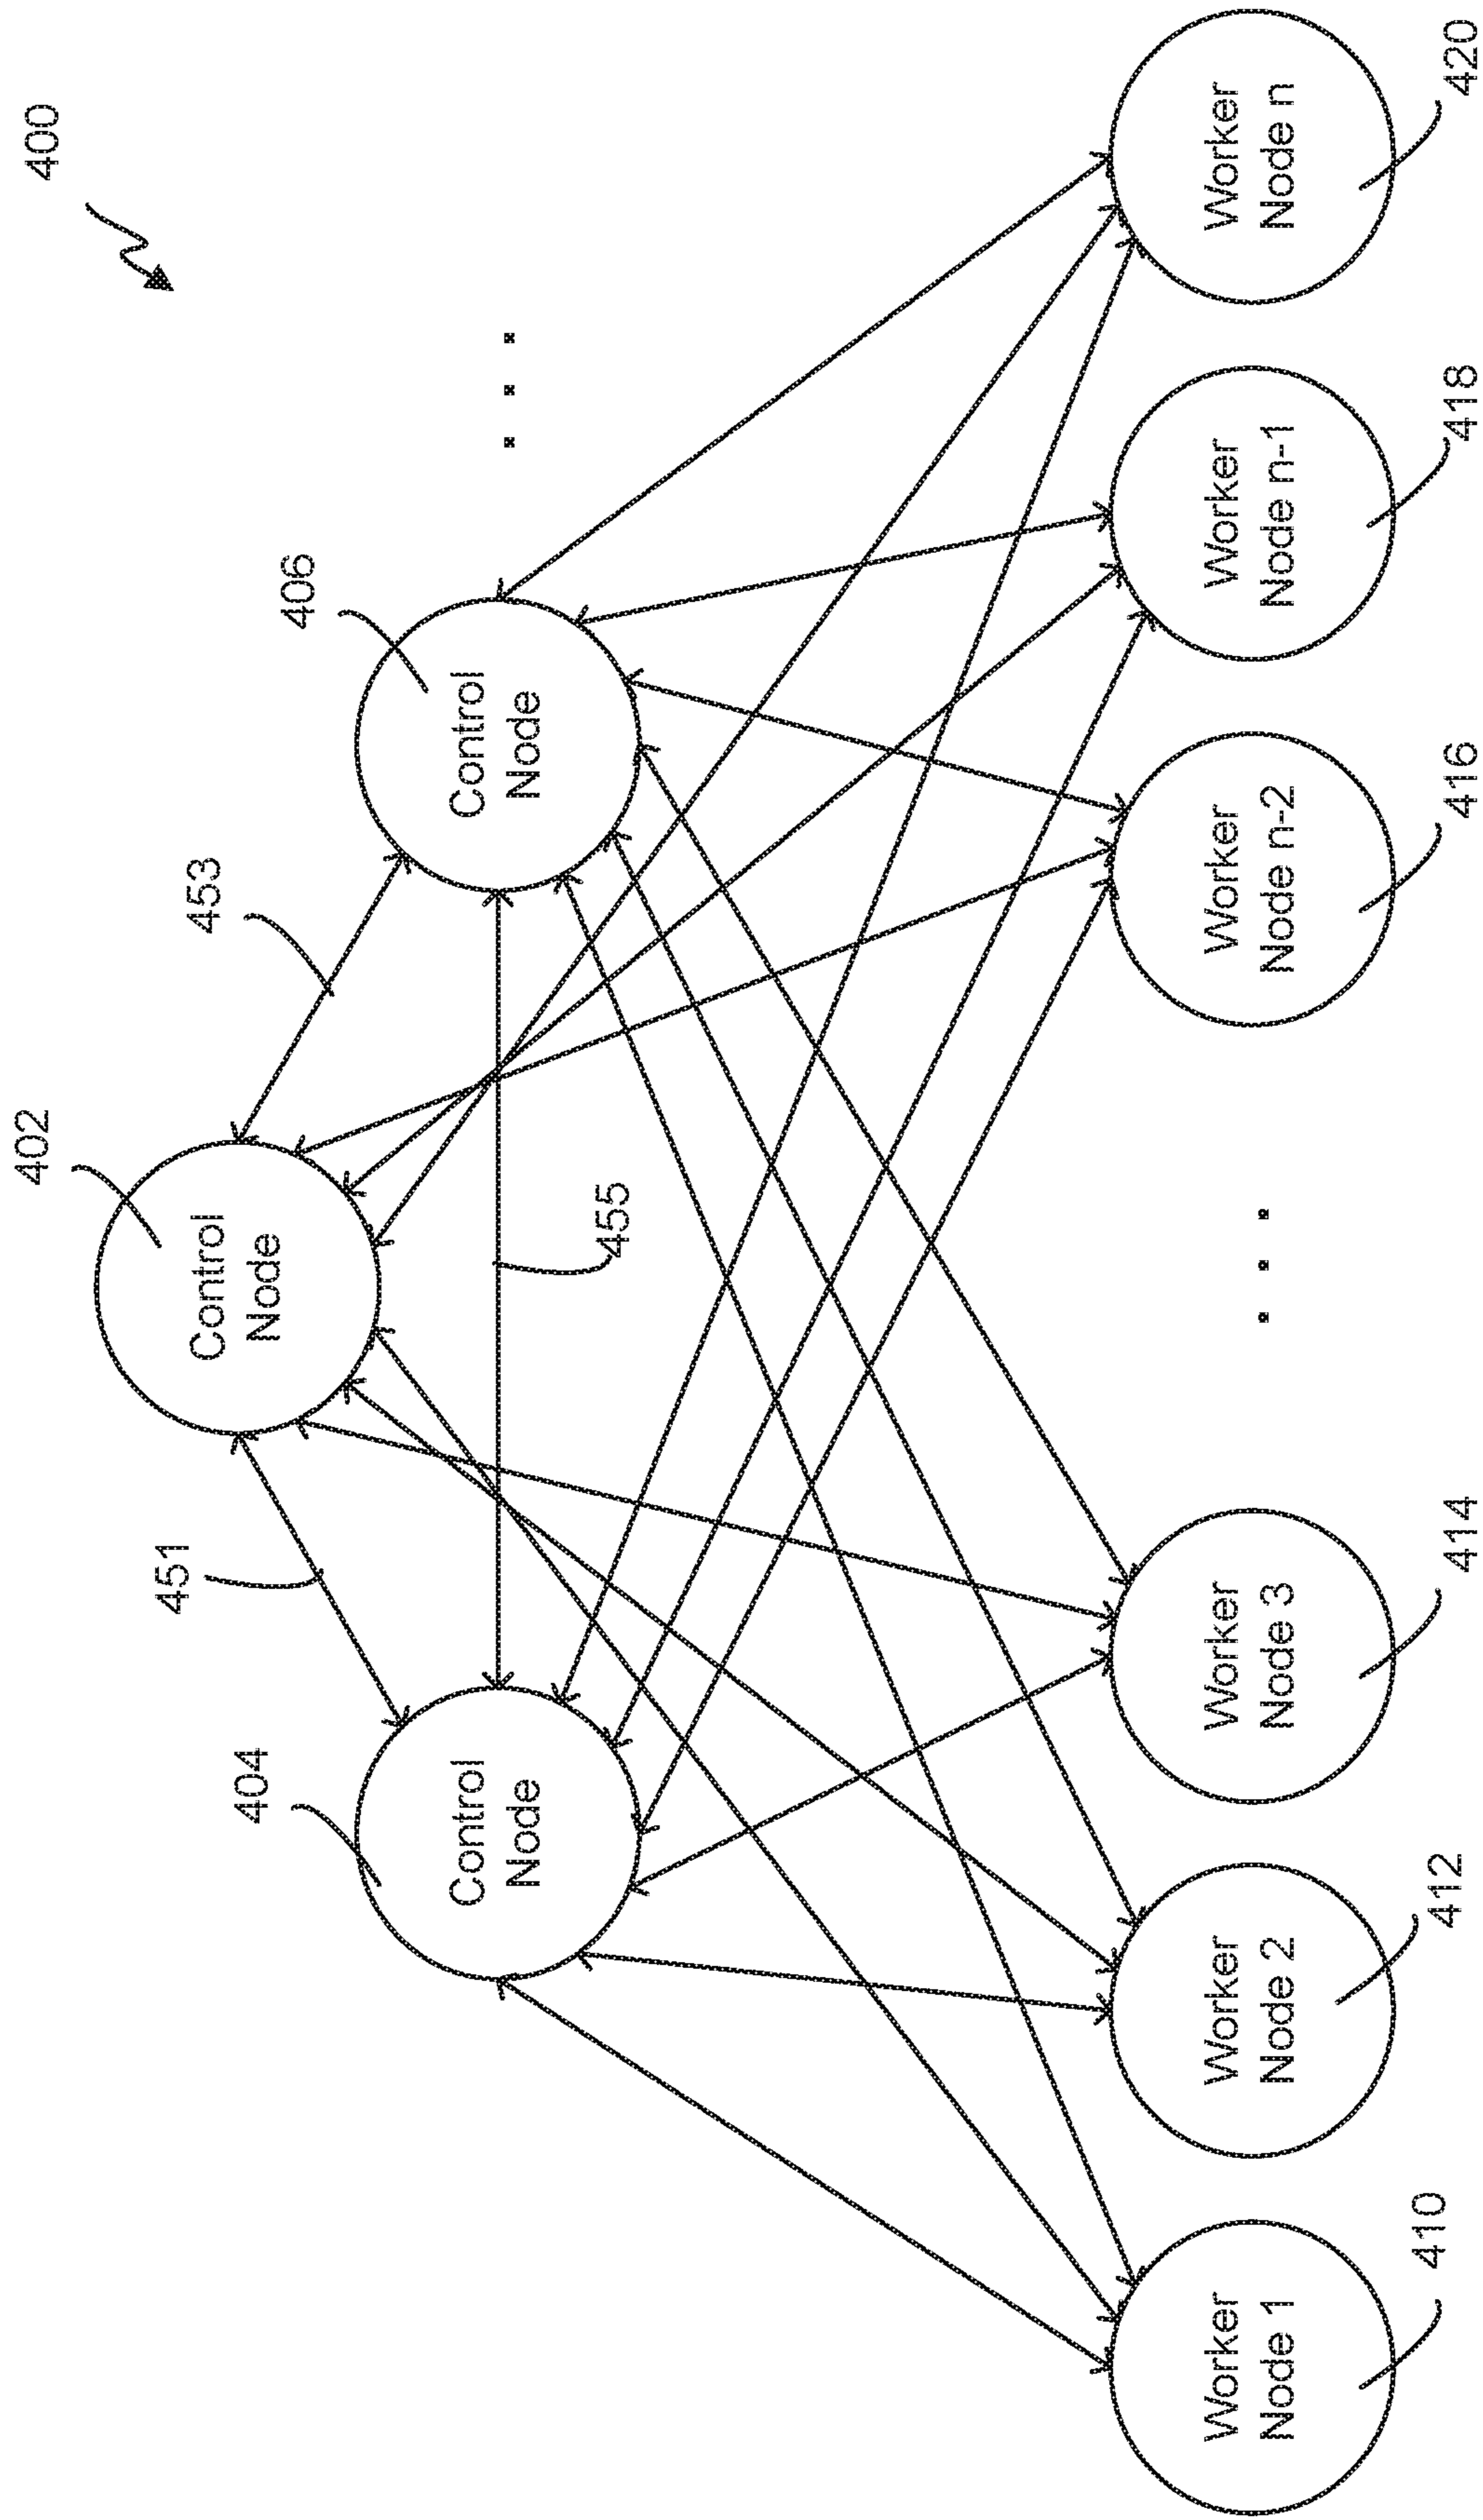 400
402
Control
Node
451
453
404
Control
Node
406
Control
Node
. . .
455
Worker
Node 1
Worker
Node 2
Worker
Node 3
. . .
Worker
Node n-2
Worker
Node n-1
Worker
Node n
410
412
414
416
418
420